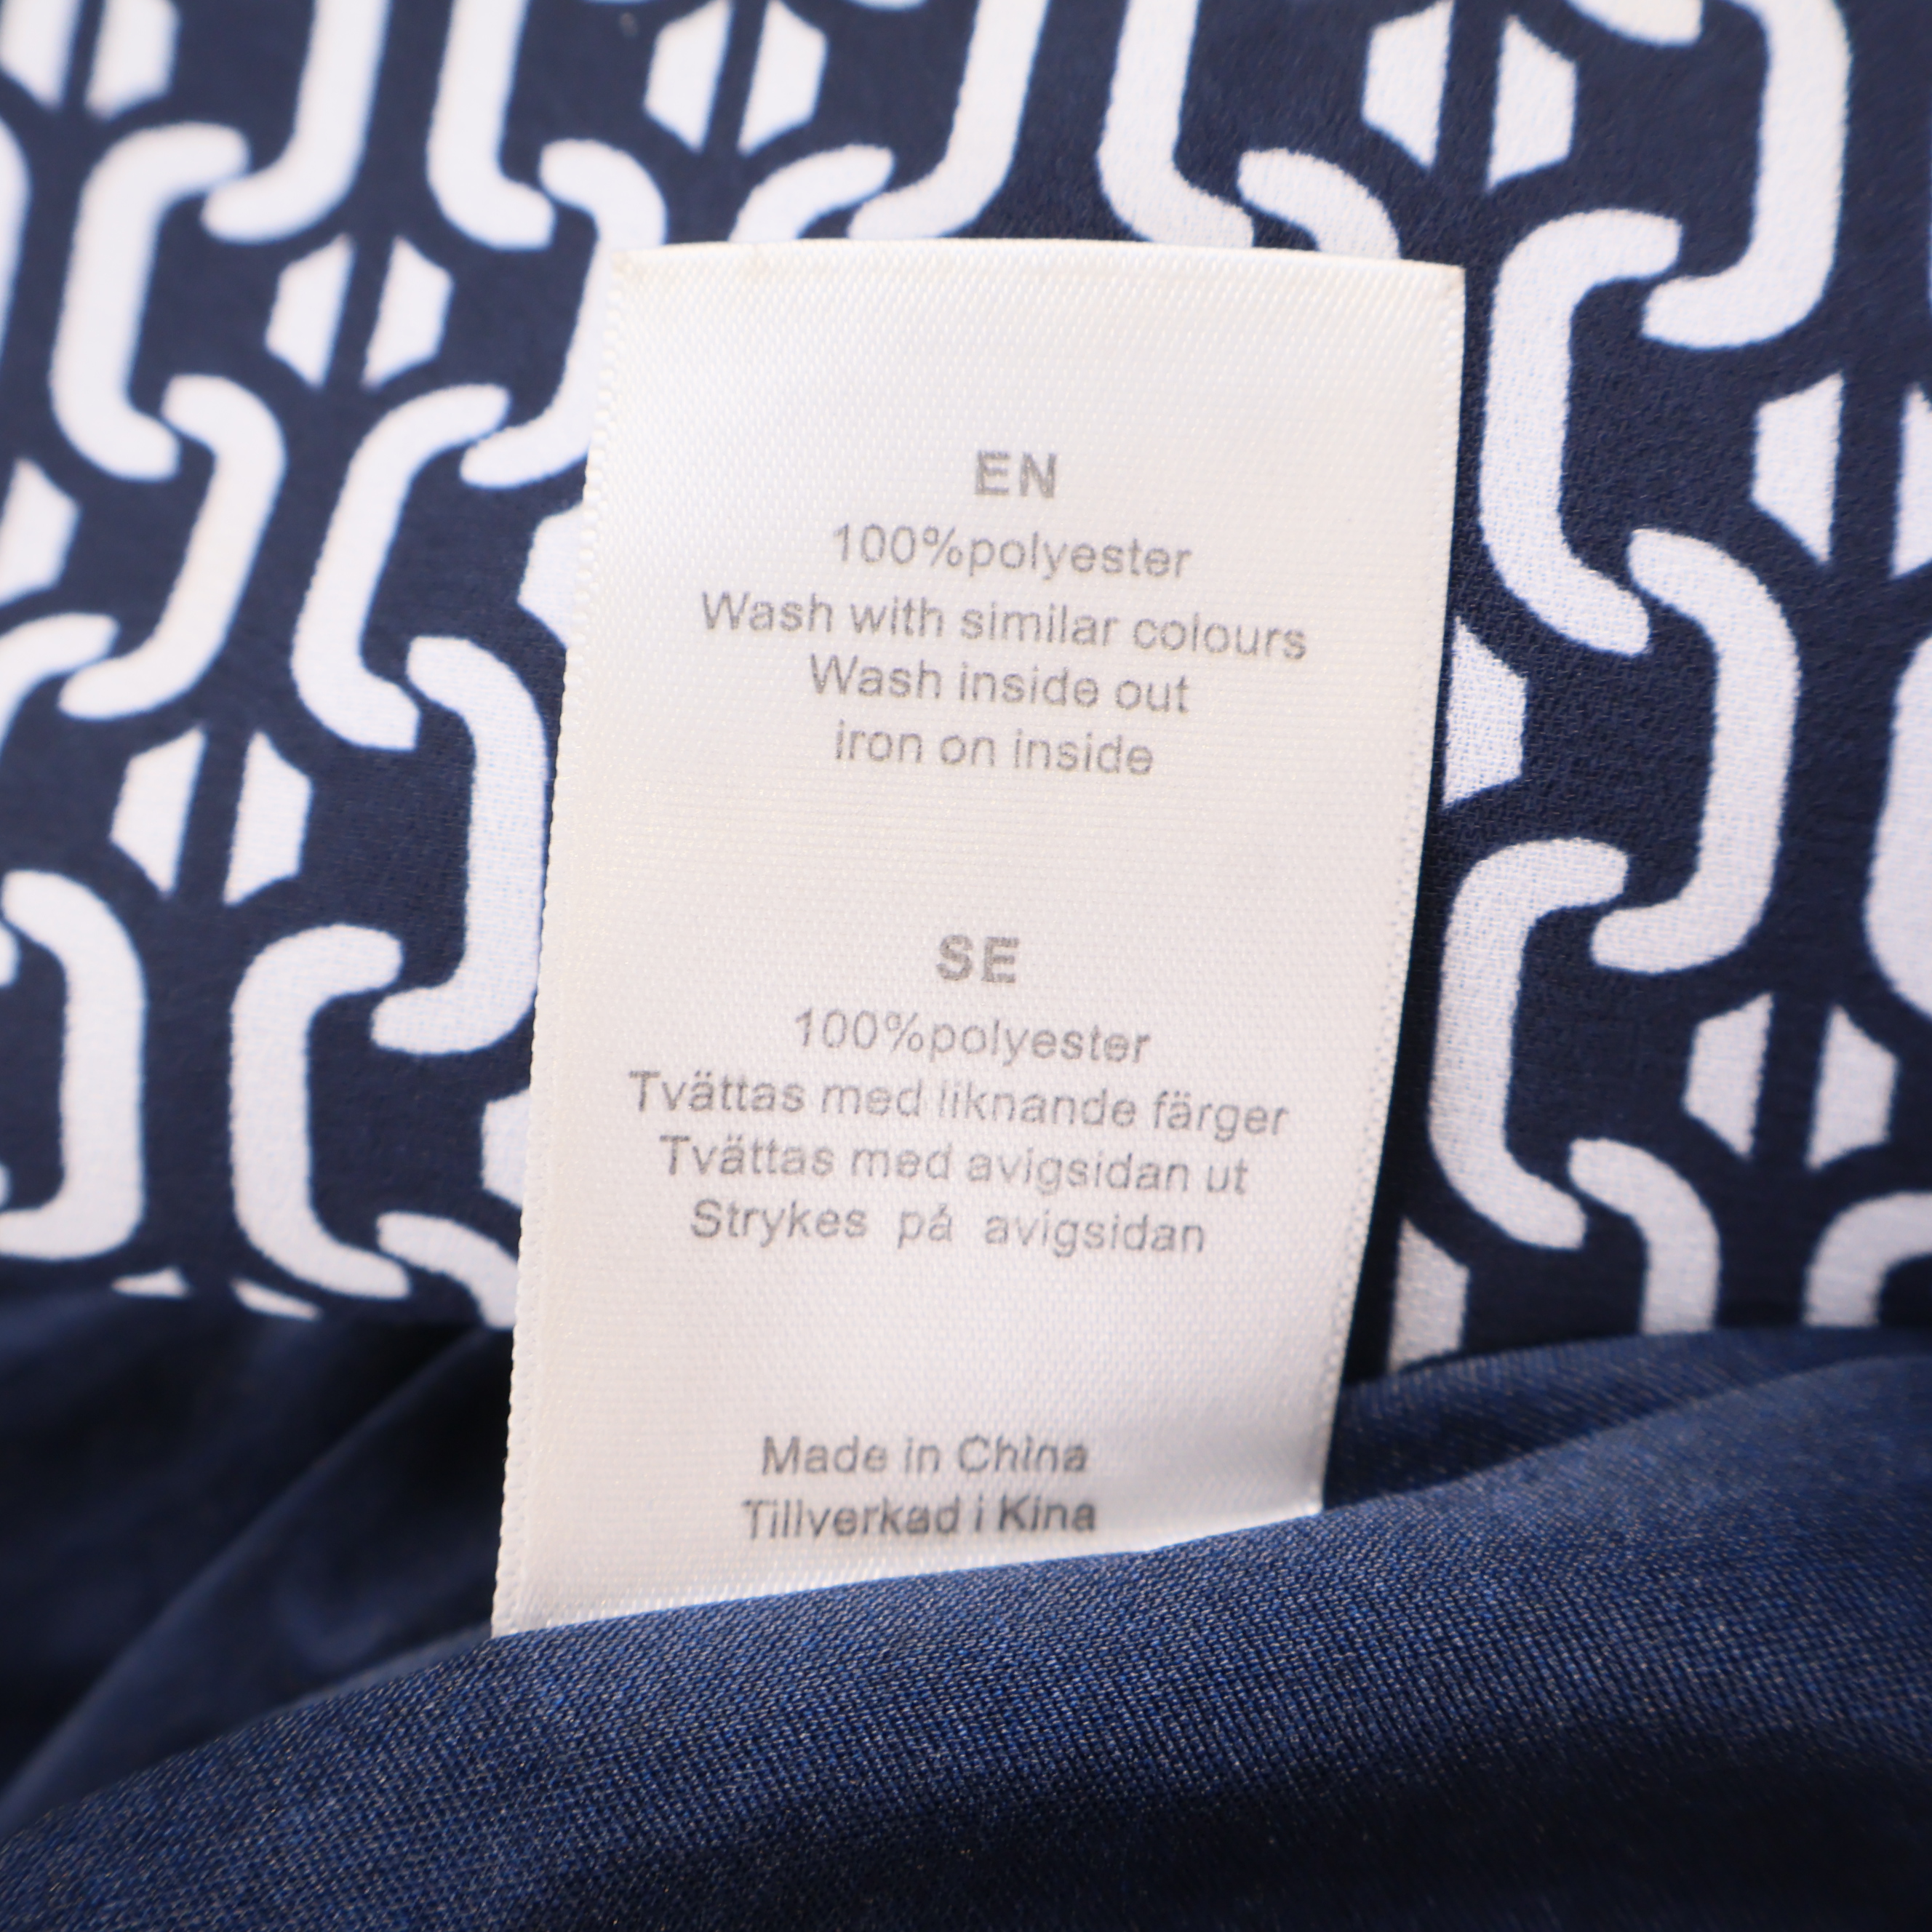 EN
100%polyester
Wash with similar colours
Wash inside out
iron on inside
SE
100%polyester
Tvättas med liknande färger
Tvättas med avigsidan ut
Strykes på avigsidan
Made in China
Tillverkad i Kina